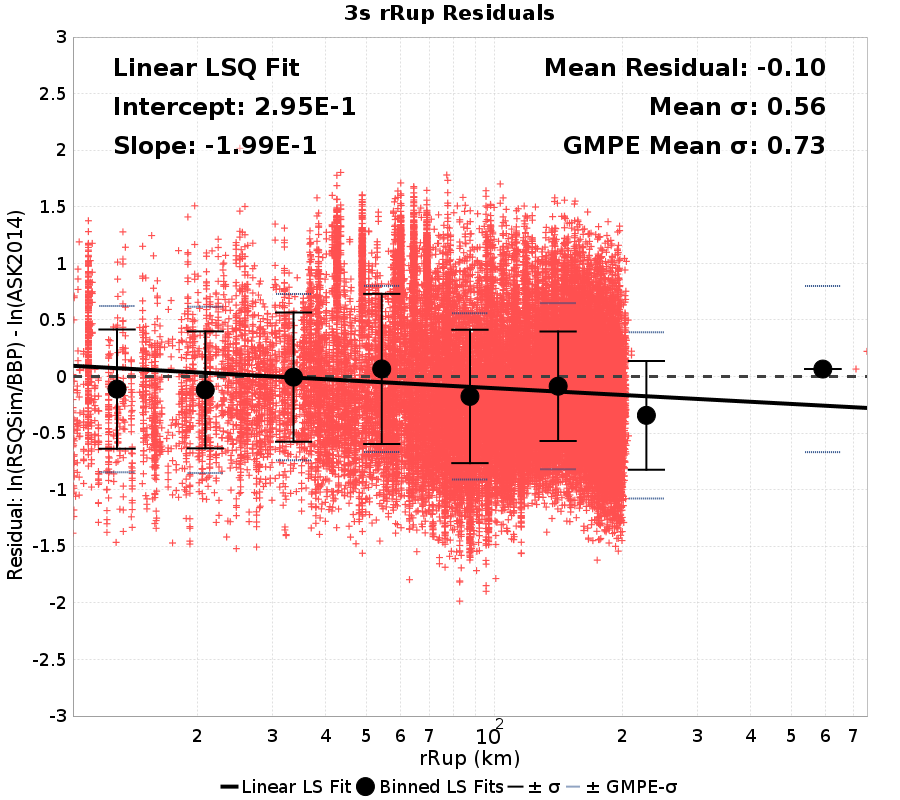 3s rRup Residuals
Linear LSQ Fit
Intercept: 2.95E-1
Slope: -1.99E-1
Mean Residual: -0.10
Mean σ: 0.56
GMPE Mean σ: 0.73
Residual: ln(RSQSim/BBP) - ln(ASK2014)
3
2.5
2
1.5
1
0.5
0
-0.5
-1
-1.5
-2
-2.5
-3
2 3 4 5 6 7 10² 2 3 4 5 6 7
rRup (km)
Linear LS Fit Binned LS Fits ± σ ± GMPE-σ